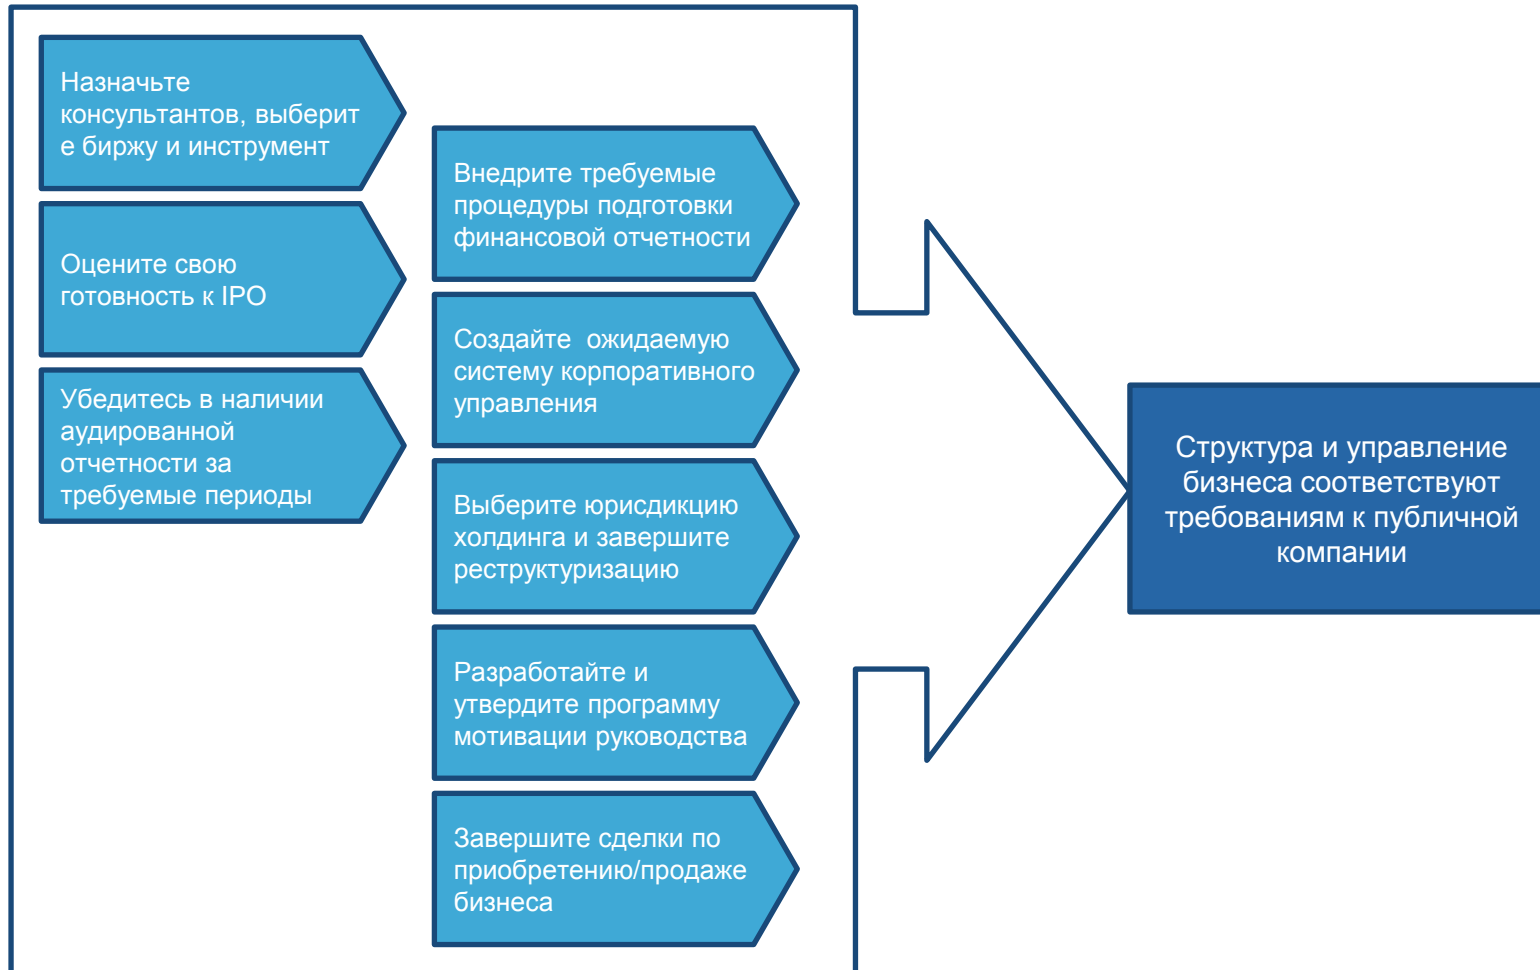 Назначьте
консультантов, выберит
е биржу и инструмент
Оцените свою
готовность к IPO
Убедитесь в наличии
аудированной
отчетности за
требуемые периоды
Внедрите требуемые
процедуры подготовки
финансовой отчетности
Создайте  ожидаемую
систему корпоративного
управления
Выберите юрисдикцию
холдинга и завершите
реструктуризацию
Разработайте и
утвердите программу
мотивации руководства
Завершите сделки по
приобретению/продаже
бизнеса
Структура и управление
бизнеса соответствуют
требованиям к публичной
компании